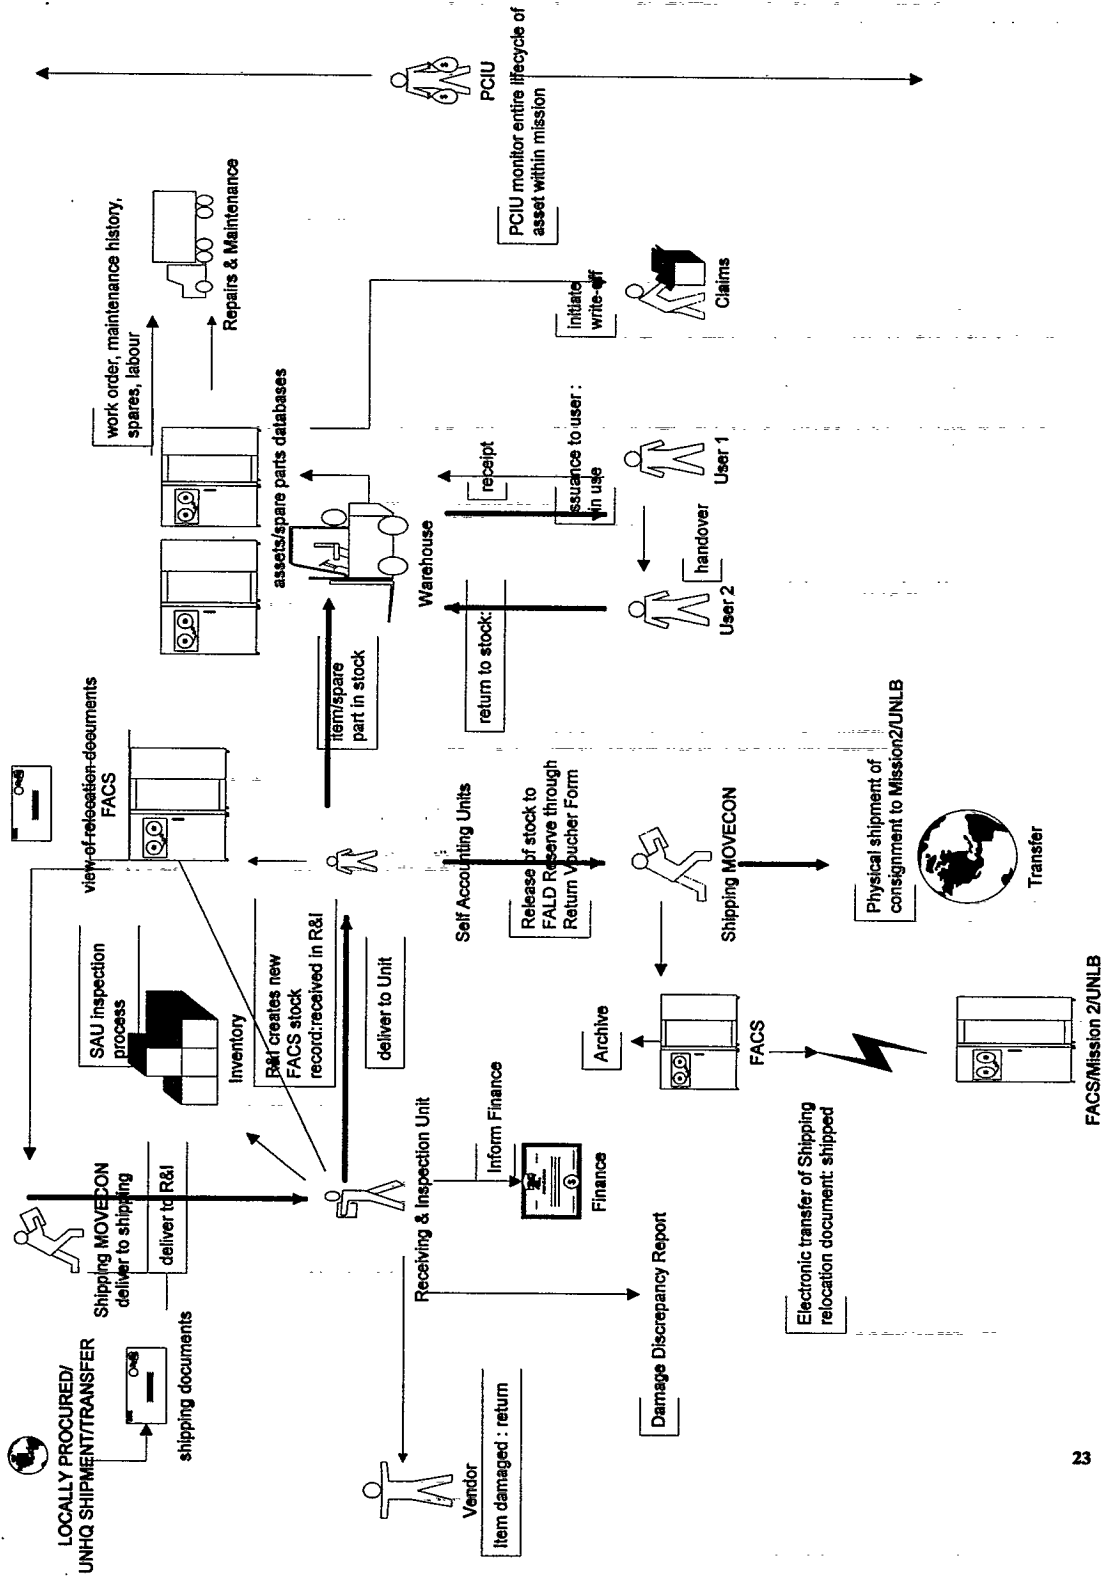 LOCALLY PROCURED/
UNHQ SHIPMENT/TRANSFER
shipping documents
Shipping MOVECON
deliver to shipping
deliver to R&I
SAU inspection
process
Inventory
view of relocation documents
FACS
R&I creates new
FACS stock
record:received in R&I
deliver to Unit
Receiving & Inspection Unit
Inform Finance
Finance
Vendor
Item damaged : return
Damage Discrepancy Report
Self Accounting Units
Release of stock to
FALD Reserve through
Return Voucher Form
Shipping MOVECON
Archive
FACS
Electronic transfer of Shipping
relocation document: shipped
FACS/Mission 2/UNLB
Physical shipment of
consignment to Mission2/UNLB
Transfer
item/spare
part in stock
assets/spare parts databases
Warehouse
work order, maintenance history,
spares, labour
Repairs & Maintenance
return to stock:
receipt
issuance to user :
in use
User 2
handover
User 1
initiate
write-off
Claims
PCIU
PCIU monitor entire lifecycle of
asset within mission
23